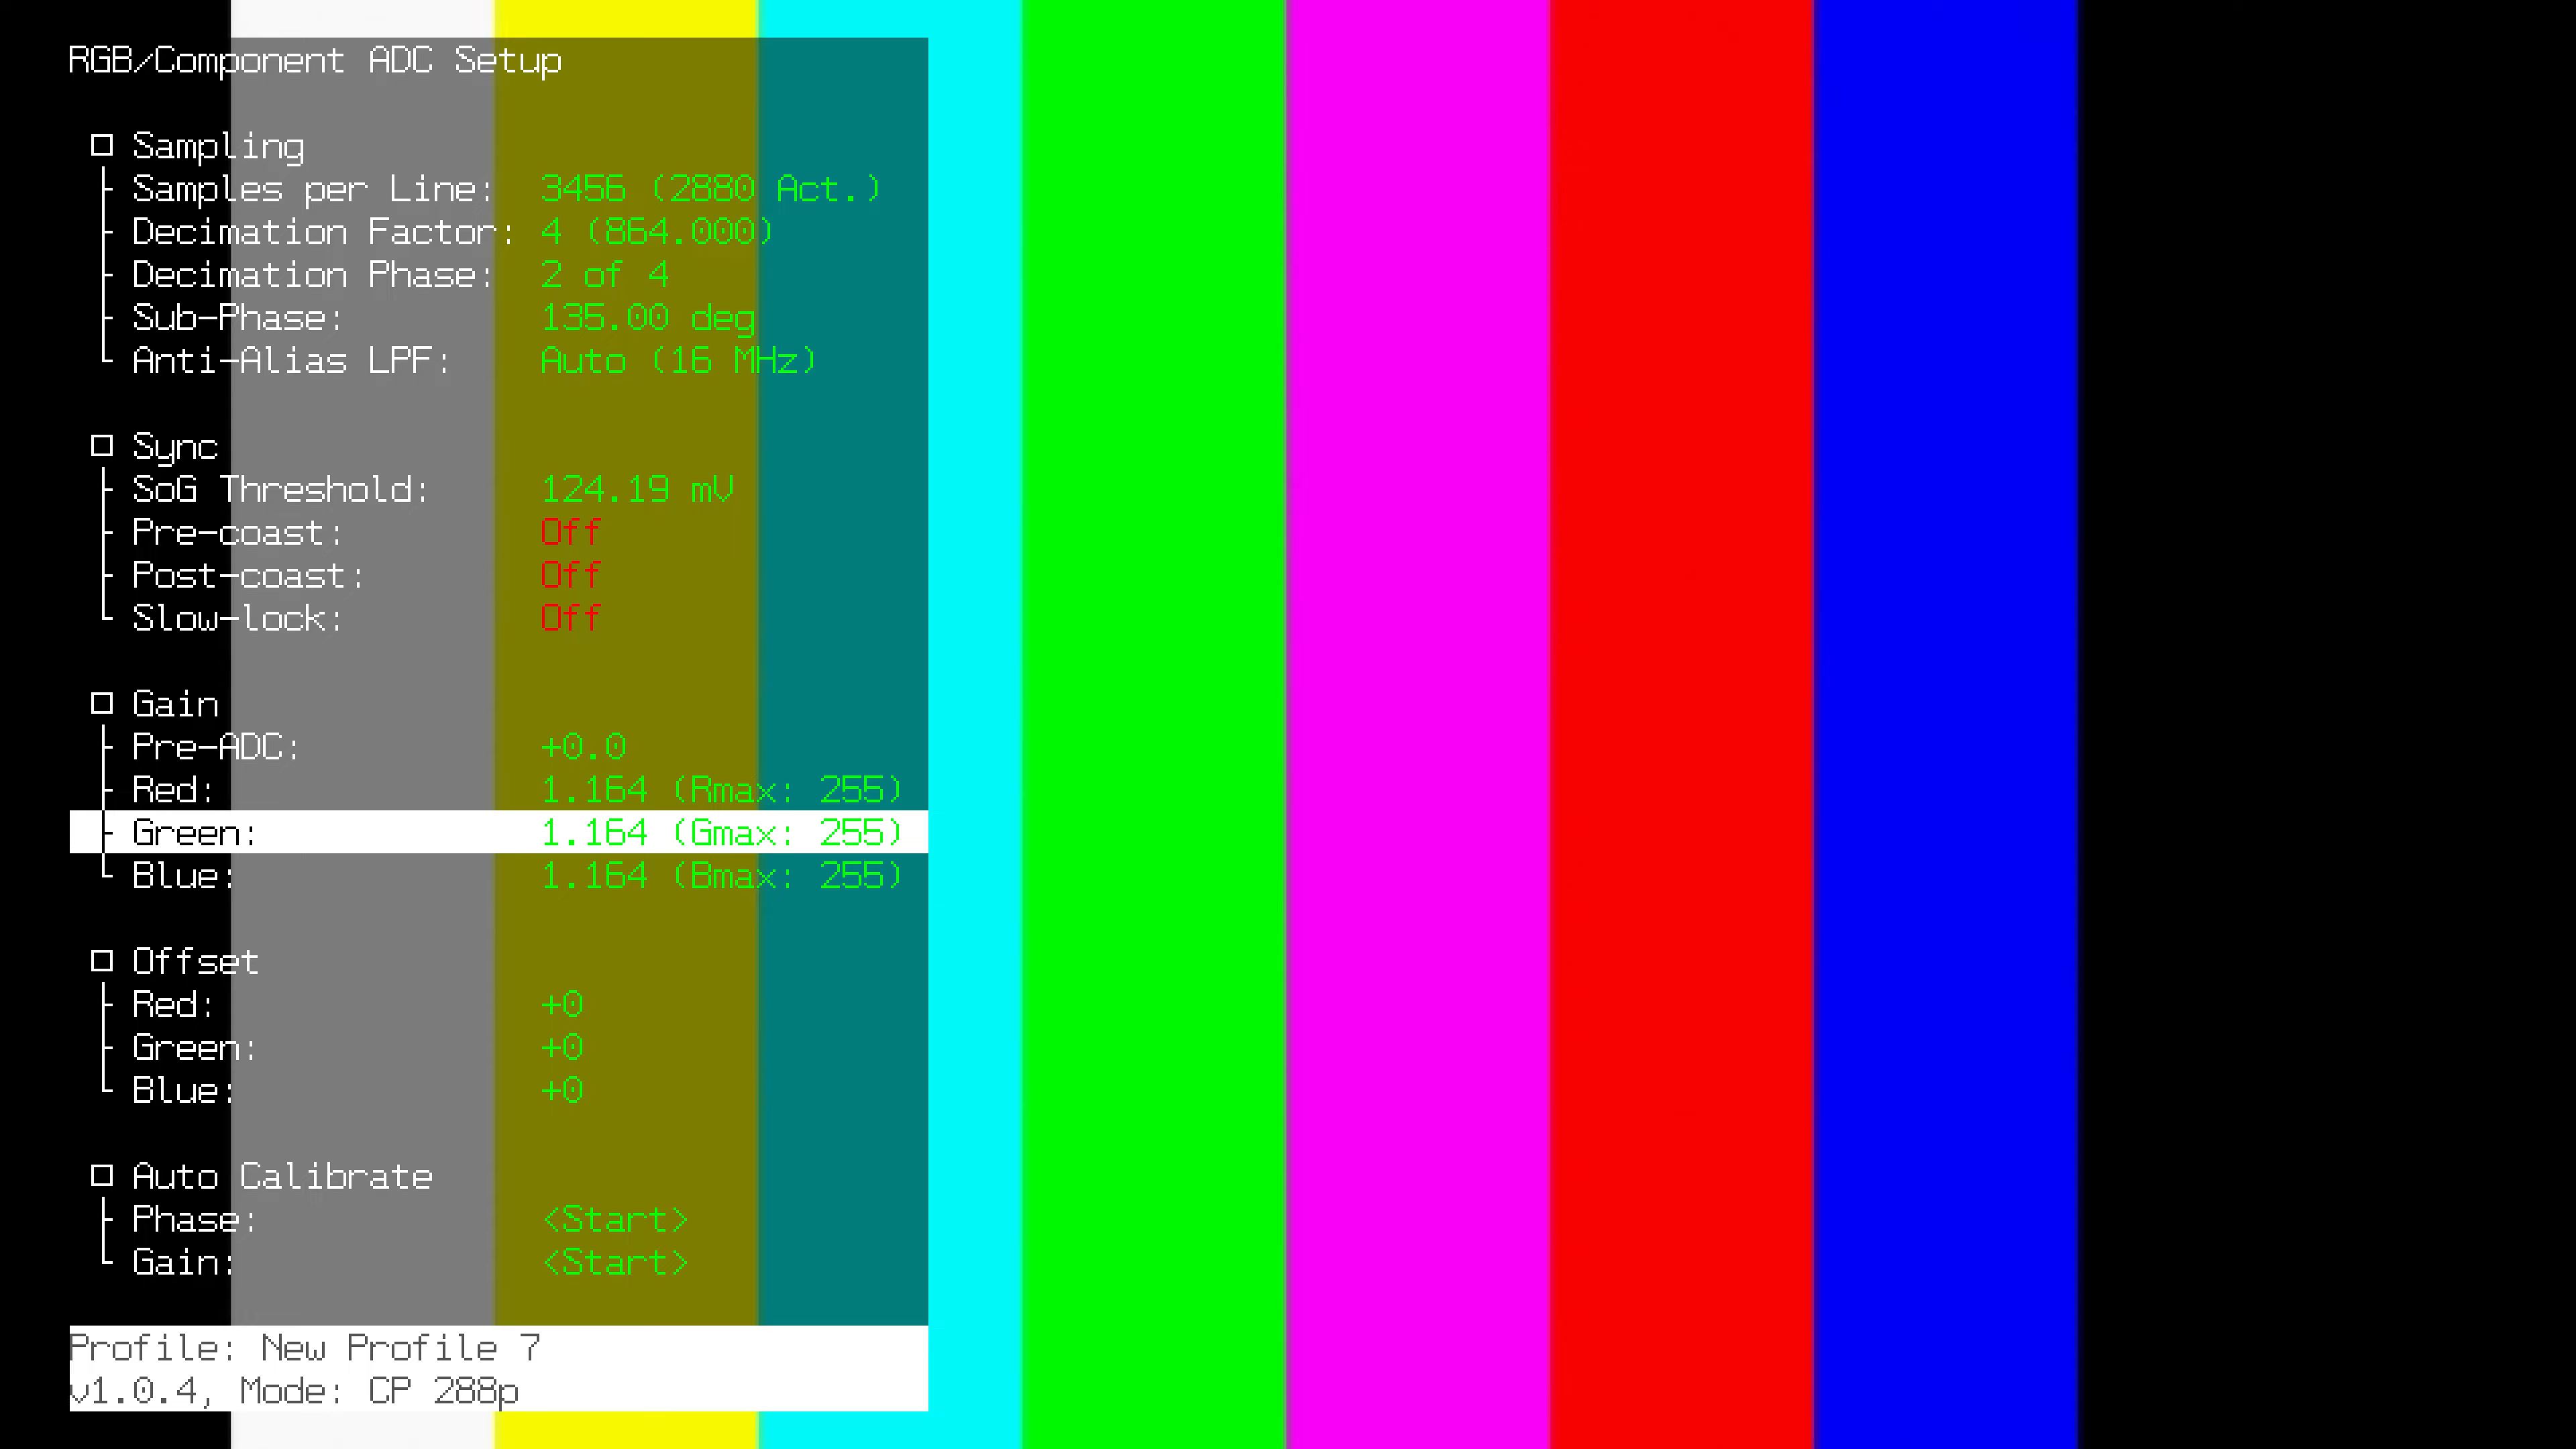 RGB/Component ADC Setup
Sampling
Samples per Line: 3456 (2880 Act.)
Decimation Factor: 4 (864.000)
Decimation Phase: 2 of 4
Sub-Phase: 135.00 deg
Anti-Alias LPF: Auto (16 MHz)
Sync
SoG Threshold: 124.19 mV
Pre-coast: Off
Post-coast: Off
Slow-lock: Off
Gain
Pre-ADC: +0.0
Red: 1.164 (Rmax: 255)
Green: 1.164 (Gmax: 255)
Blue: 1.164 (Bmax: 255)
Offset
Red: +0
Green: +0
Blue: +0
Auto Calibrate
Phase: <Start>
Gain: <Start>
Profile: New Profile 7
v1.0.4, Mode: CP 288p